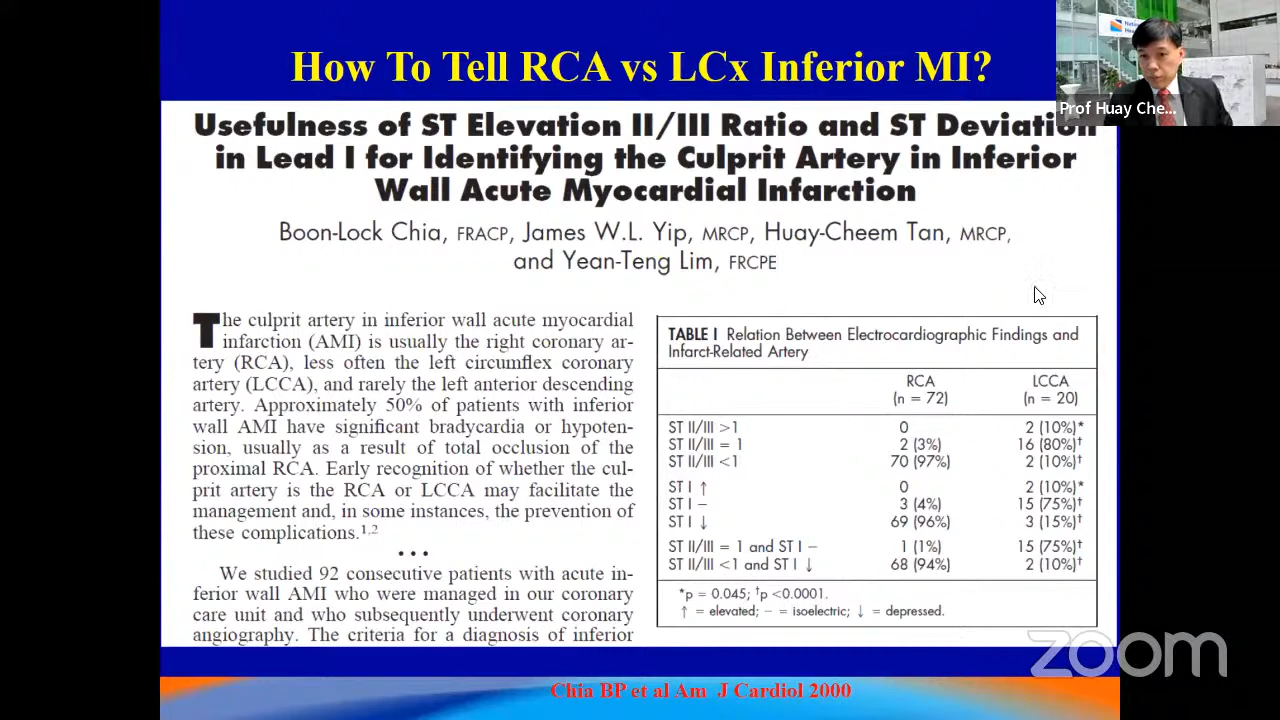 How To Tell RCA vs LCx Inferior MI?
Prof Huay Che...
Usefulness of ST Elevation II/III Ratio and ST Deviation
in Lead I for Identifying the Culprit Artery in Inferior
Wall Acute Myocardial Infarction
Boon-Lock Chia, FRACP, James W.L. Yip, MRCP, Huay-Cheem Tan, MRCP,
and Yean-Teng Lim, FRCPE
The culprit artery in inferior wall acute myocardial
infarction (AMI) is usually the right coronary ar-
tery (RCA), less often the left circumflex coronary
artery (LCCA), and rarely the left anterior descending
artery. Approximately 50% of patients with inferior
wall AMI have significant bradycardia or hypoten-
sion, usually as a result of total occlusion of the
proximal RCA. Early recognition of whether the cul-
prit artery is the RCA or LCCA may facilitate the
management and, in some instances, the prevention of
these complications.1,2
• • •
We studied 92 consecutive patients with acute in-
ferior wall AMI who were managed in our coronary
care unit and who subsequently underwent coronary
angiography. The criteria for a diagnosis of inferior
TABLE I Relation Between Electrocardiographic Findings and
Infarct-Related Artery
RCA LCCA
(n = 72) (n = 20)
ST II/III >1 0 2 (10%)*
ST II/III = 1 2 (3%) 16 (80%)†
ST II/III <1 70 (97%) 2 (10%)†
ST I ↑ 0 2 (10%)*
ST I – 3 (4%) 15 (75%)†
ST I ↓ 69 (96%) 3 (15%)†
ST II/III = 1 and ST I – 1 (1%) 15 (75%)†
ST II/III <1 and ST I ↓ 68 (94%) 2 (10%)†
*p = 0.045; †p <0.0001.
↑ = elevated; – = isoelectric; ↓ = depressed.
zoom
Chia BP et al Am J Cardiol 2000